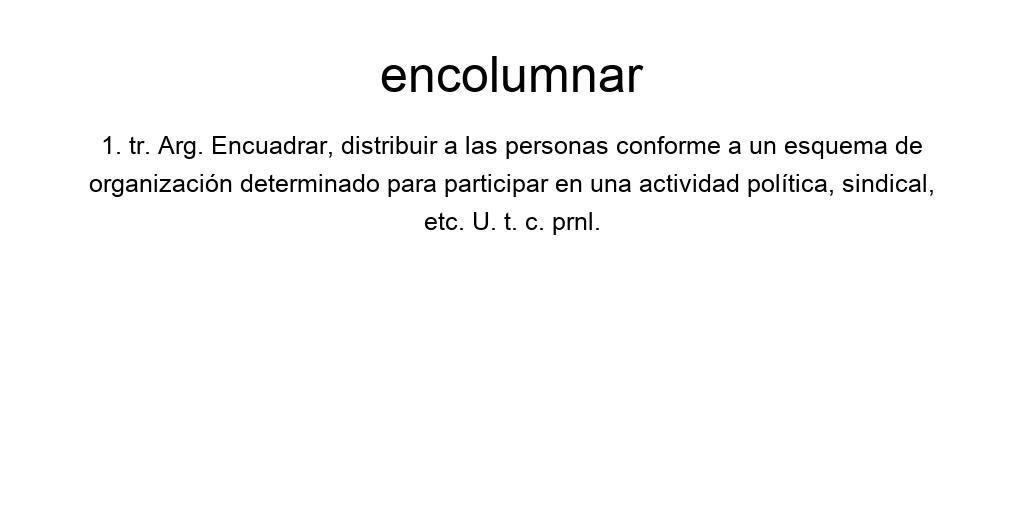 encolumnar
1. tr. Arg. Encuadrar, distribuir a las personas conforme a un esquema de
organización determinado para participar en una actividad política, sindical,
etc. U. t. c. prnl.